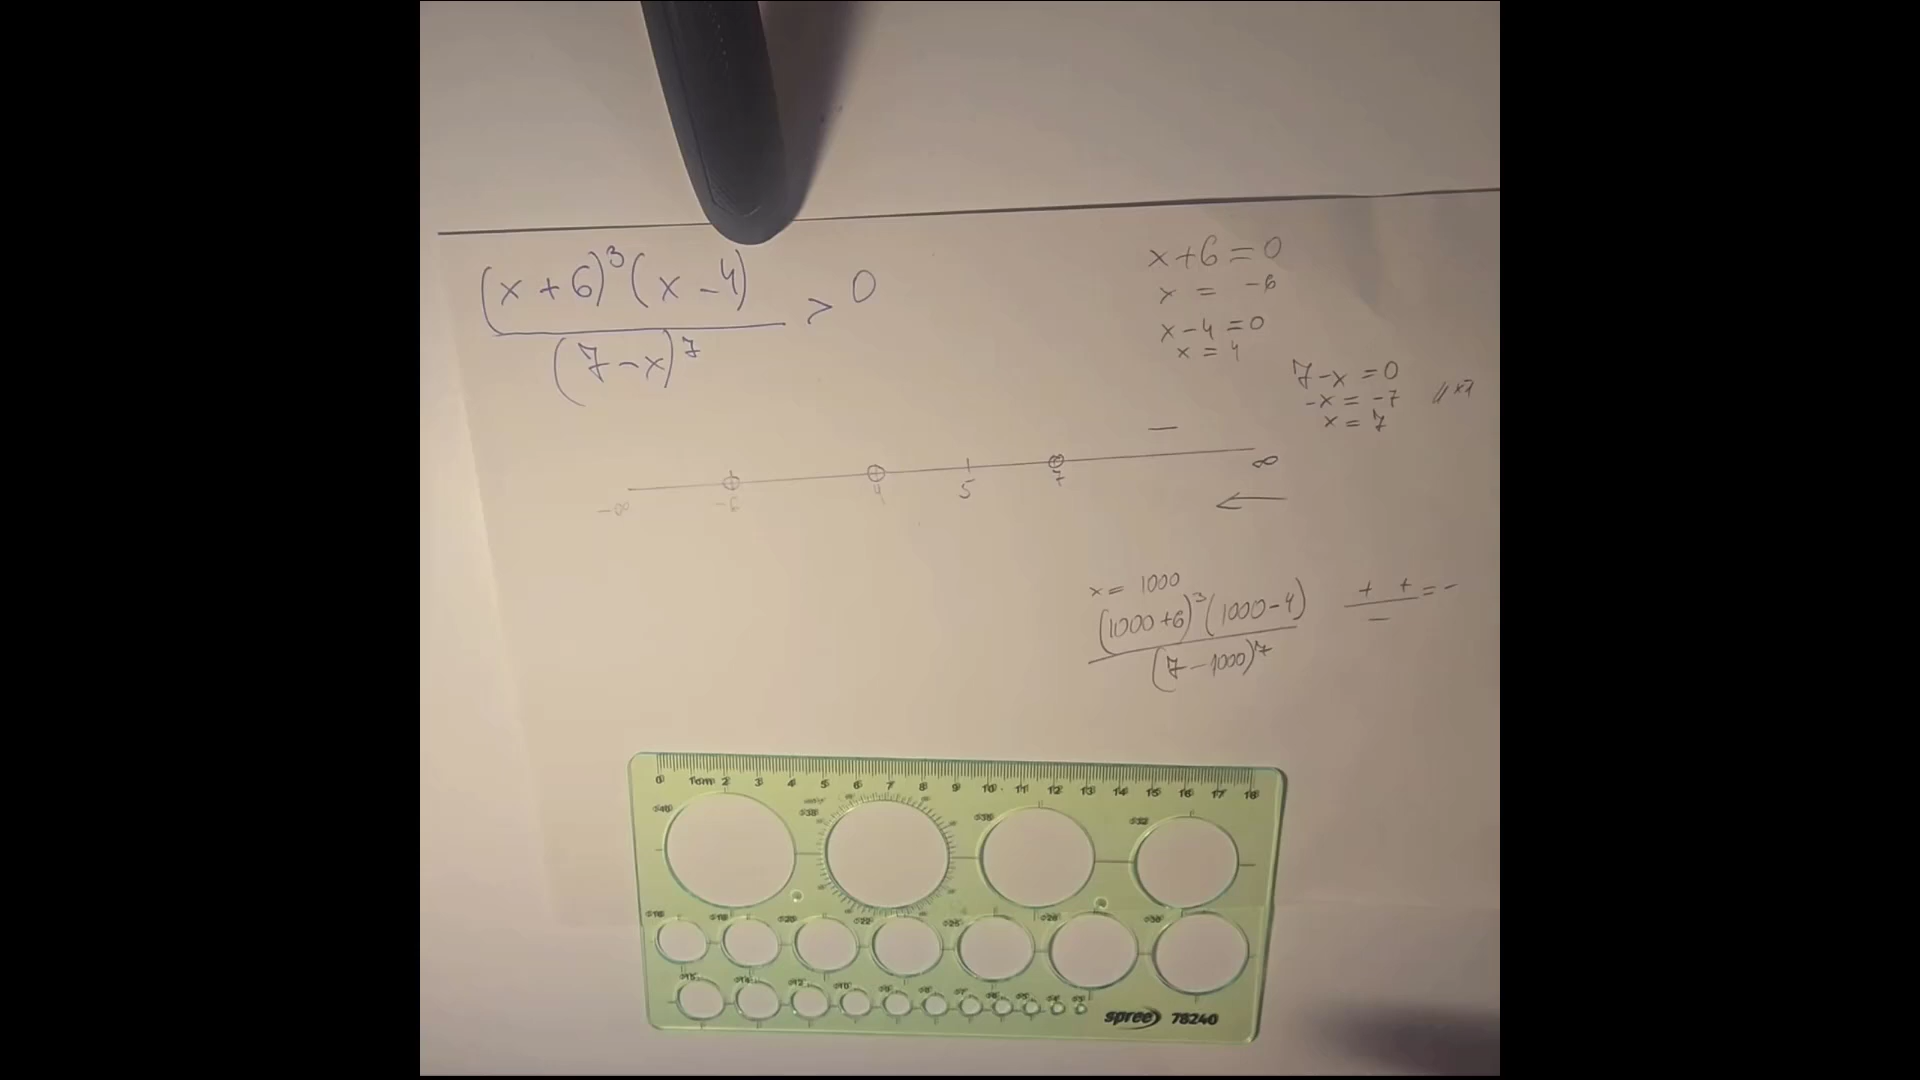 (x+6)³(x-4)
(7-x)⁷
> 0
x+6=0
x = -6
x-4=0
x=4
7-x=0
-x=-7
x=7
—
-∞ -6 4 5 7 ∞
x= 1000
(1000+6)³(1000-4)
(7-1000)⁷
+ + = -
—
0 1cm 2 3 4 5 6 7 8 9 10 11 12 13 14 15 16 17 18
spree 78240